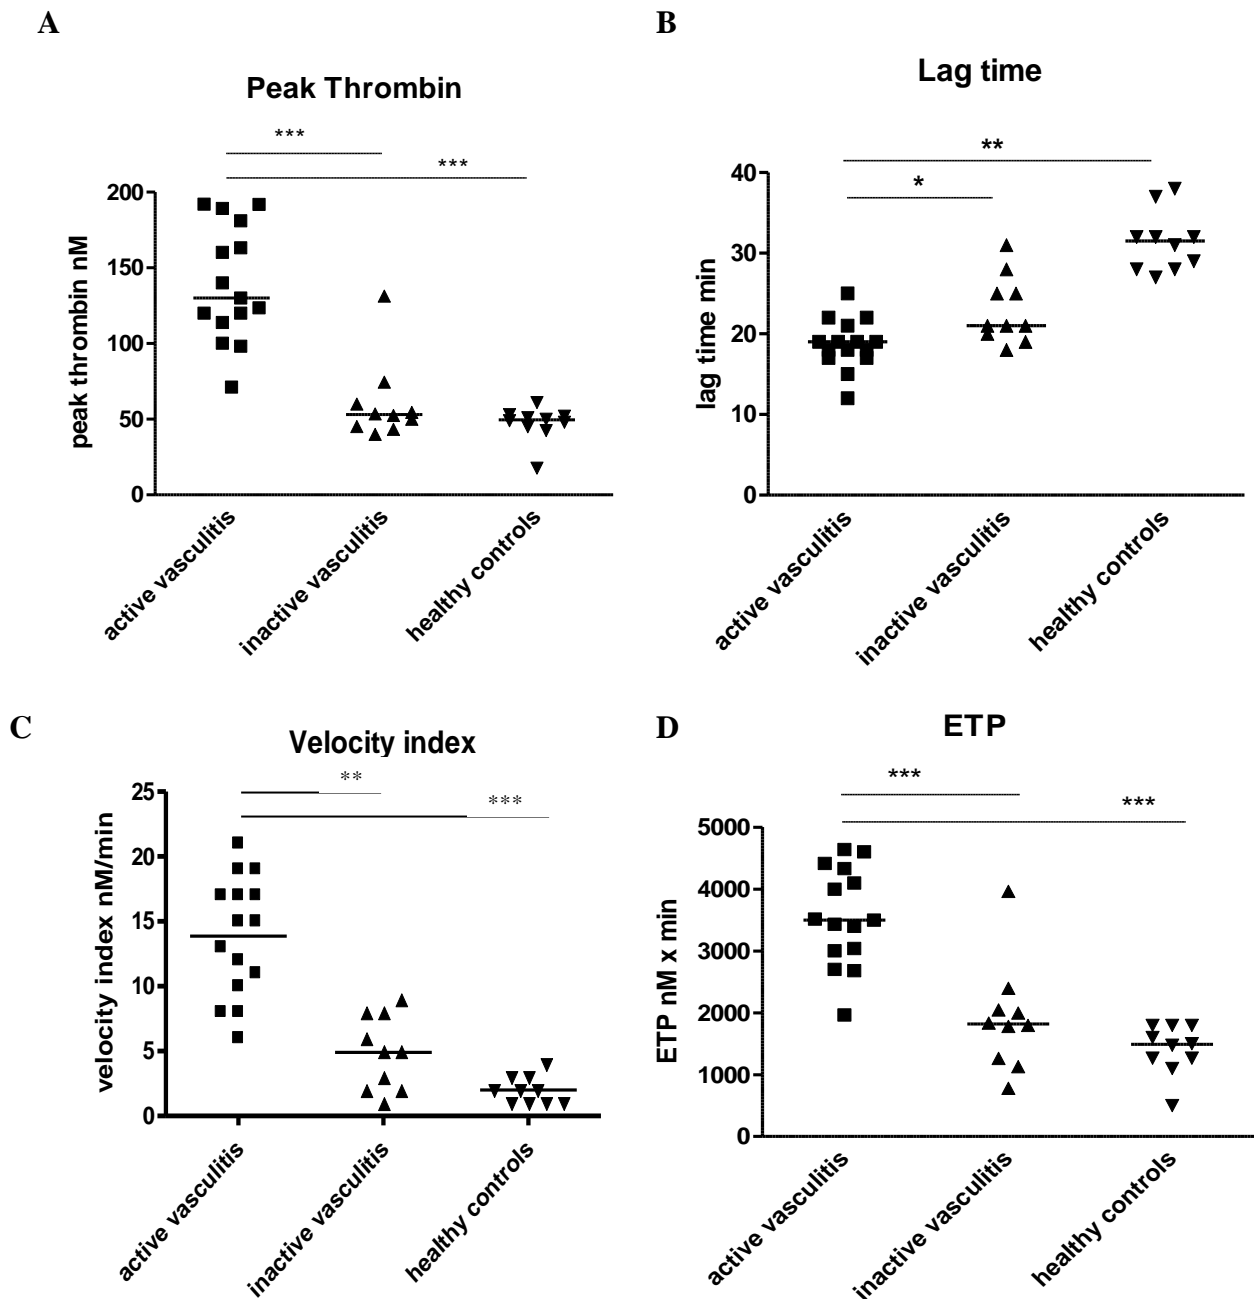 A
Peak Thrombin
***
***
peak thrombin nM
200
150
100
50
0
active vasculitis
inactive vasculitis
healthy controls
B
Lag time
**
*
lag time min
40
30
20
10
0
active vasculitis
inactive vasculitis
healthy controls
C
Velocity index
**
***
velocity index nM/min
25
20
15
10
5
0
active vasculitis
inactive vasculitis
healthy controls
D
ETP
***
***
ETP nM x min
5000
4000
3000
2000
1000
0
active vasculitis
inactive vasculitis
healthy controls